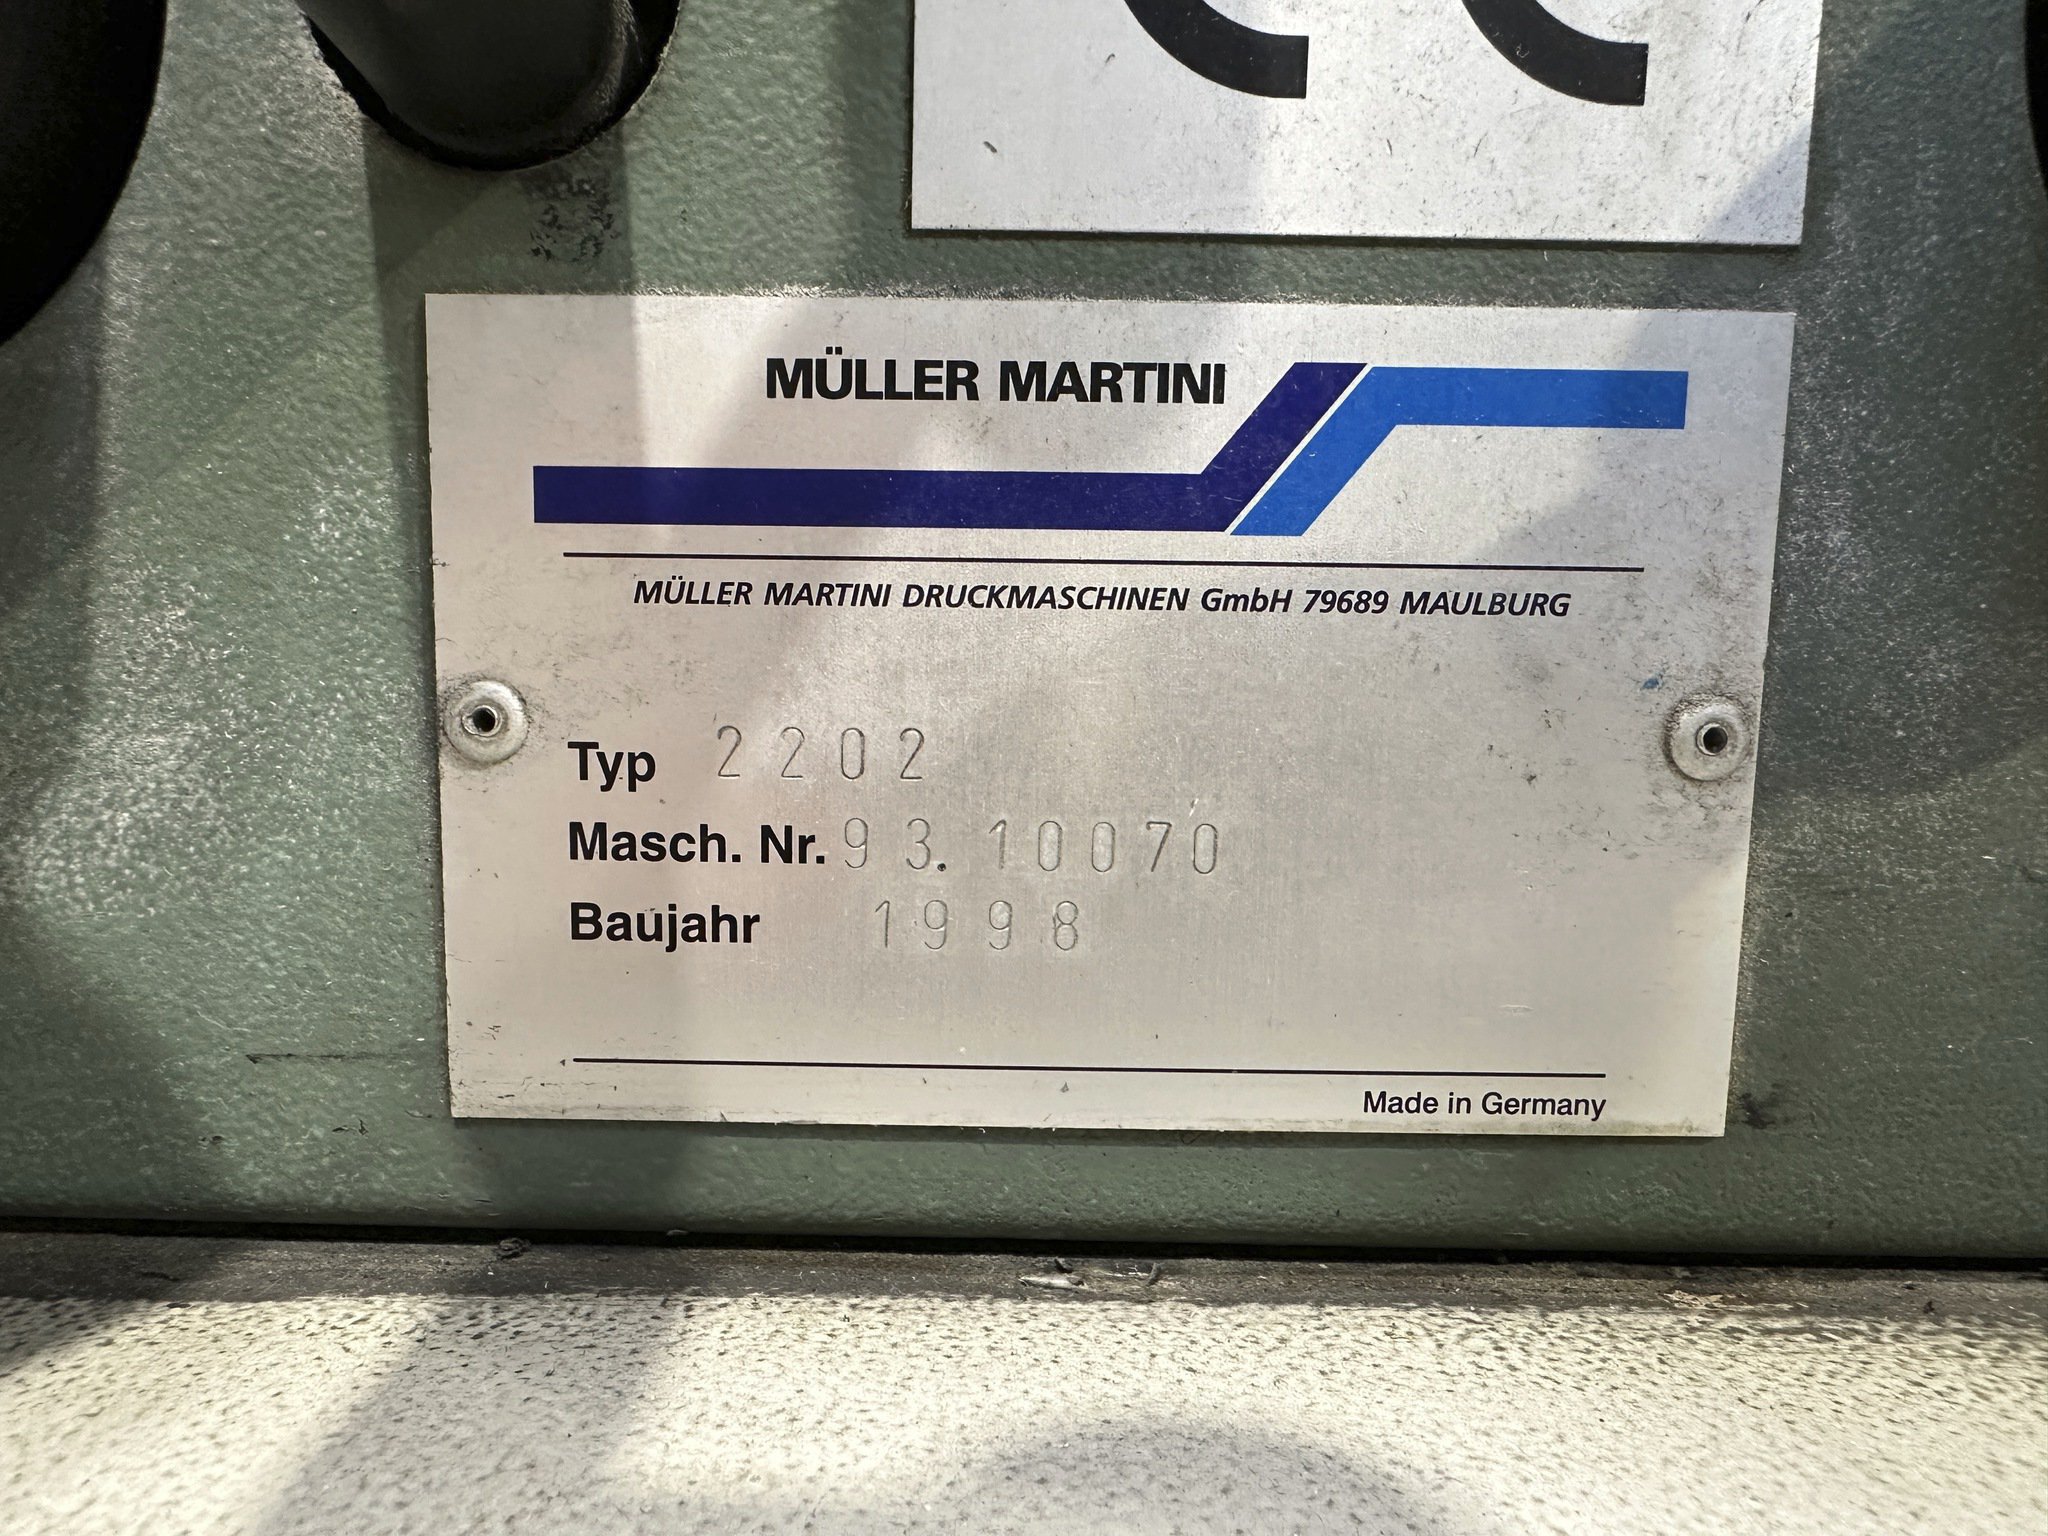 CE
MÜLLER MARTINI
MÜLLER MARTINI DRUCKMASCHINEN GmbH 79689 MAULBURG
Typ 2202
Masch. Nr. 93.10070
Baujahr 1998
Made in Germany